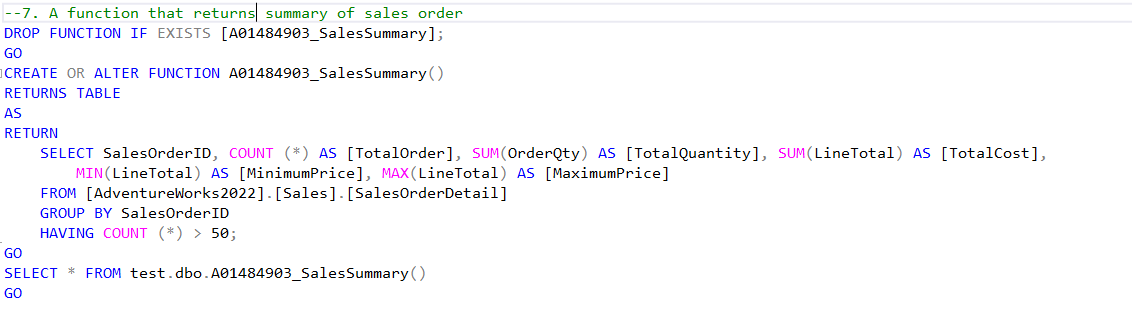 --7. A function that returns summary of sales order
DROP FUNCTION IF EXISTS [A01484903_SalesSummary];
GO
CREATE OR ALTER FUNCTION A01484903_SalesSummary()
RETURNS TABLE
AS
RETURN
    SELECT SalesOrderID, COUNT (*) AS [TotalOrder], SUM(OrderQty) AS [TotalQuantity], SUM(LineTotal) AS [TotalCost],
        MIN(LineTotal) AS [MinimumPrice], MAX(LineTotal) AS [MaximumPrice]
    FROM [AdventureWorks2022].[Sales].[SalesOrderDetail]
    GROUP BY SalesOrderID
    HAVING COUNT (*) > 50;
GO
SELECT * FROM test.dbo.A01484903_SalesSummary()
GO